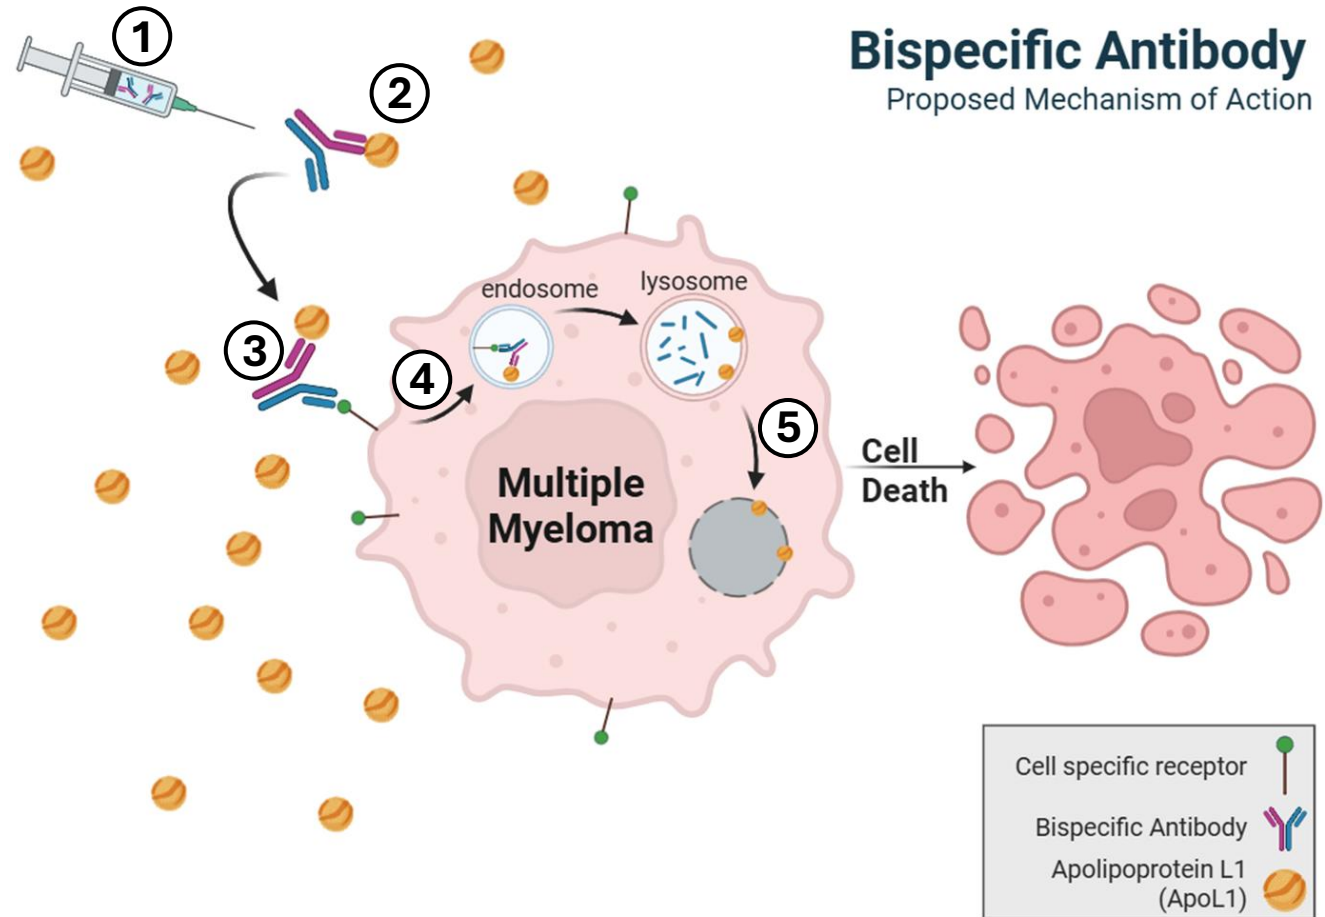 Bispecific Antibody
Proposed Mechanism of Action
1
2
3
4
5
endosome
lysosome
Multiple
Myeloma
Cell
Death
Cell specific receptor
Bispecific Antibody
Apolipoprotein L1
(ApoL1)